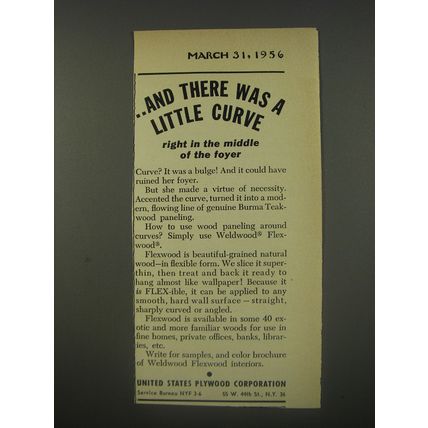 MARCH 31, 1956
..AND THERE WAS A
LITTLE CURVE
right in the middle
of the foyer
Curve? It was a bulge! And it could have
ruined her foyer.
But she made a virtue of necessity.
Accented the curve, turned it into a mod-
ern, flowing line of genuine Burma Teak-
wood paneling.
How to use wood paneling around
curves? Simply use Weldwood® Flex-
wood®.
Flexwood is beautiful-grained natural
wood—in flexible form. We slice it super-
thin, then treat and back it ready to
hang almost like wallpaper! Because it
is FLEX-ible, it can be applied to any
smooth, hard wall surface—straight,
sharply curved or angled.
Flexwood is available in some 40 ex-
otic and more familiar woods for use in
fine homes, private offices, banks, librar-
ies, etc.
Write for samples, and color brochure
of Weldwood Flexwood interiors.
•
UNITED STATES PLYWOOD CORPORATION
Service Bureau NYF 3-6 55 W. 44th St., N.Y. 36